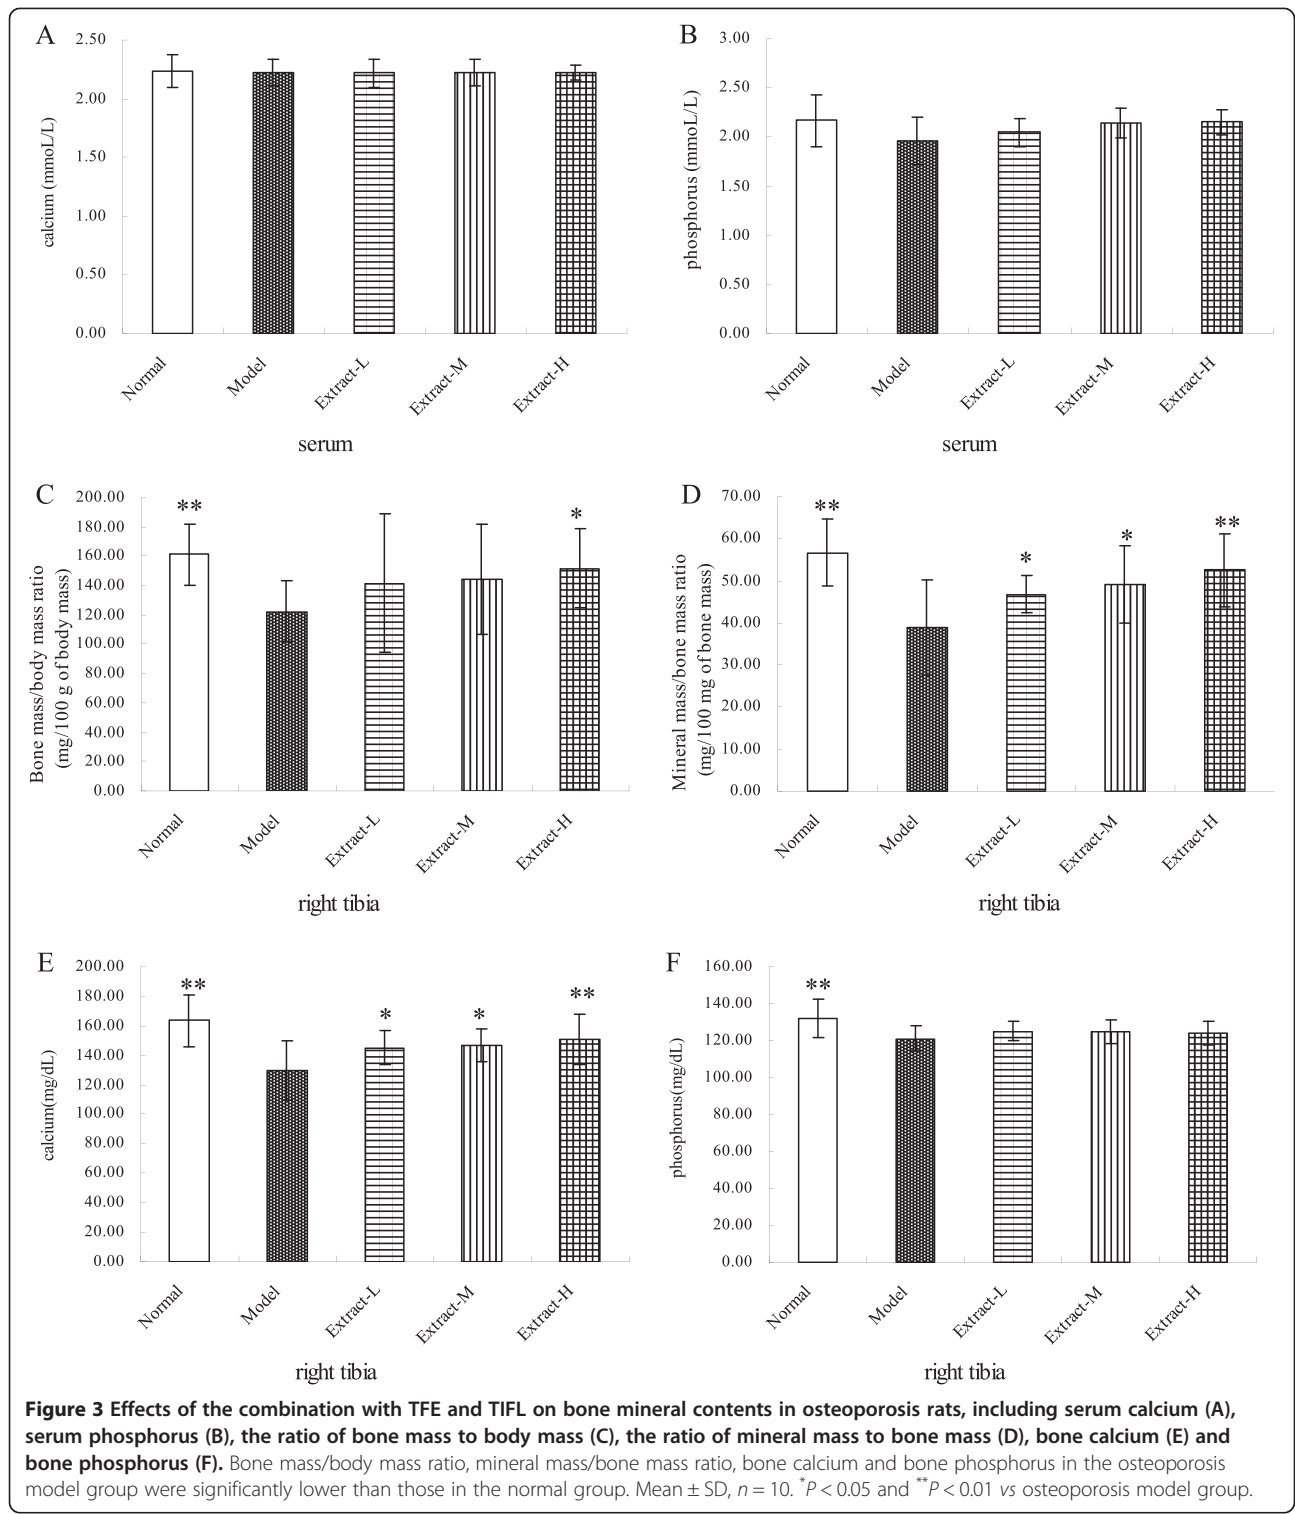 A
2.50
2.00
1.50
1.00
0.50
0.00
calcium (mmoL/L)
Normal
Model
Extract-L
Extract-M
Extract-H
serum
B
3.00
2.50
2.00
1.50
1.00
0.50
0.00
phosphorus (mmoL/L)
Normal
Model
Extract-L
Extract-M
Extract-H
serum
C
200.00
180.00
160.00
140.00
120.00
100.00
80.00
60.00
40.00
20.00
0.00
Bone mass/body mass ratio
(mg/100 g of body mass)
**
*
Normal
Model
Extract-L
Extract-M
Extract-H
right tibia
D
70.00
60.00
50.00
40.00
30.00
20.00
10.00
0.00
Mineral mass/bone mass ratio
(mg/100 mg of bone mass)
**
*
*
**
Normal
Model
Extract-L
Extract-M
Extract-H
right tibia
E
200.00
180.00
160.00
140.00
120.00
100.00
80.00
60.00
40.00
20.00
0.00
calcium(mg/dL)
**
*
*
**
Normal
Model
Extract-L
Extract-M
Extract-H
right tibia
F
160.00
140.00
120.00
100.00
80.00
60.00
40.00
20.00
0.00
phosphorus(mg/dL)
**
Normal
Model
Extract-L
Extract-M
Extract-H
right tibia
Figure 3 Effects of the combination with TFE and TIFL on bone mineral contents in osteoporosis rats, including serum calcium (A),
serum phosphorus (B), the ratio of bone mass to body mass (C), the ratio of mineral mass to bone mass (D), bone calcium (E) and
bone phosphorus (F). Bone mass/body mass ratio, mineral mass/bone mass ratio, bone calcium and bone phosphorus in the osteoporosis
model group were significantly lower than those in the normal group. Mean ± SD, n = 10. *P < 0.05 and **P < 0.01 vs osteoporosis model group.